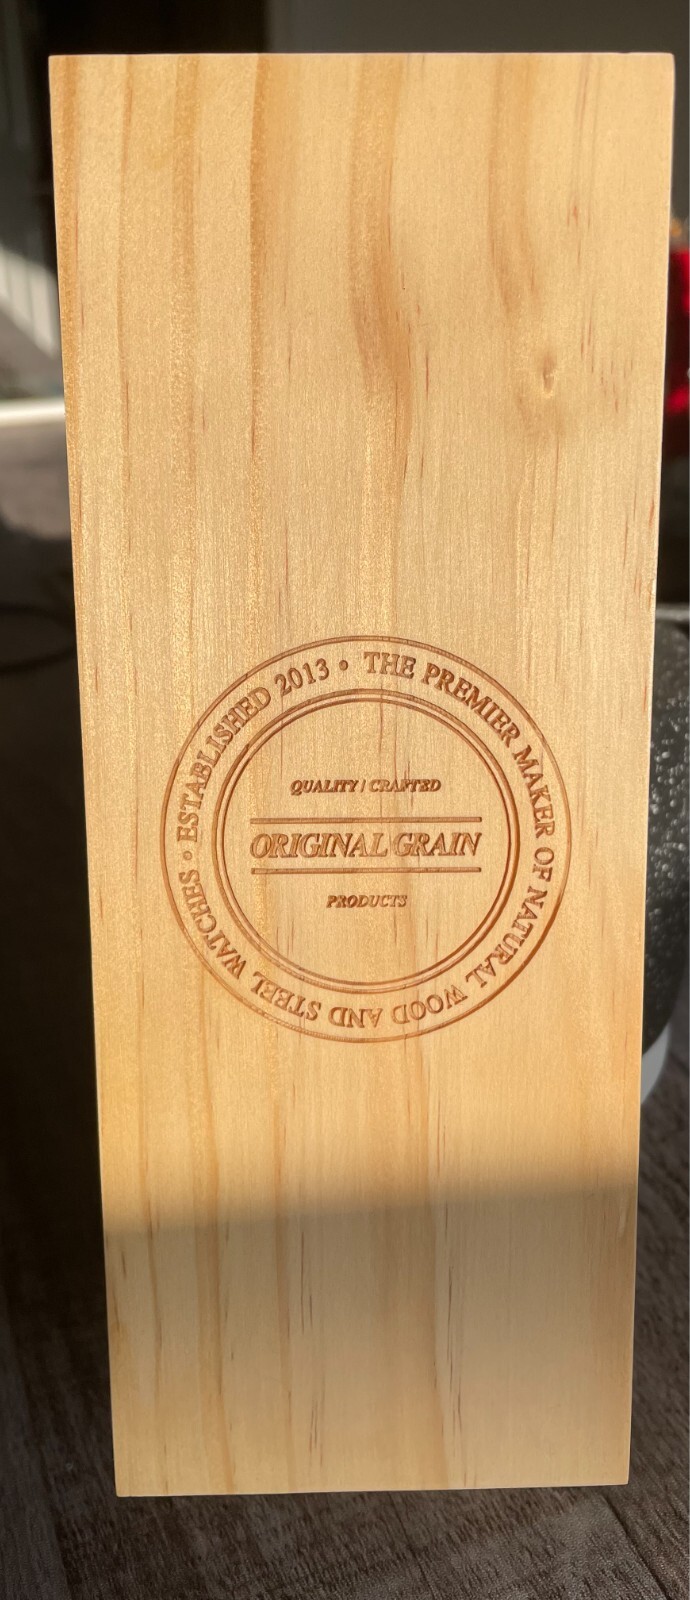 ESTABLISHED 2013 • THE PREMIER MAKER OF NATURAL WOOD AND STEEL WATCHES •
QUALITY | CRAFTED
ORIGINAL GRAIN
PRODUCTS